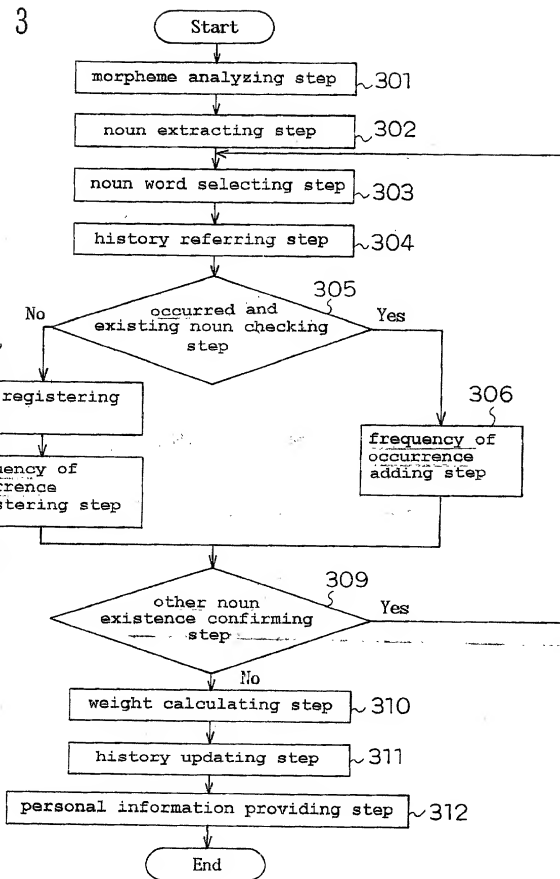 3
Start
morpheme analyzing step
301
noun extracting step
302
noun word selecting step
303
history referring step
304
305
No
occurred and
existing noun checking
step
Yes
registering
306
uency of
rrence
stering step
frequency of
occurrence
adding step
309
other noun
existence confirming
step
Yes
No
weight calculating step
310
history updating step
311
personal information providing step
312
End